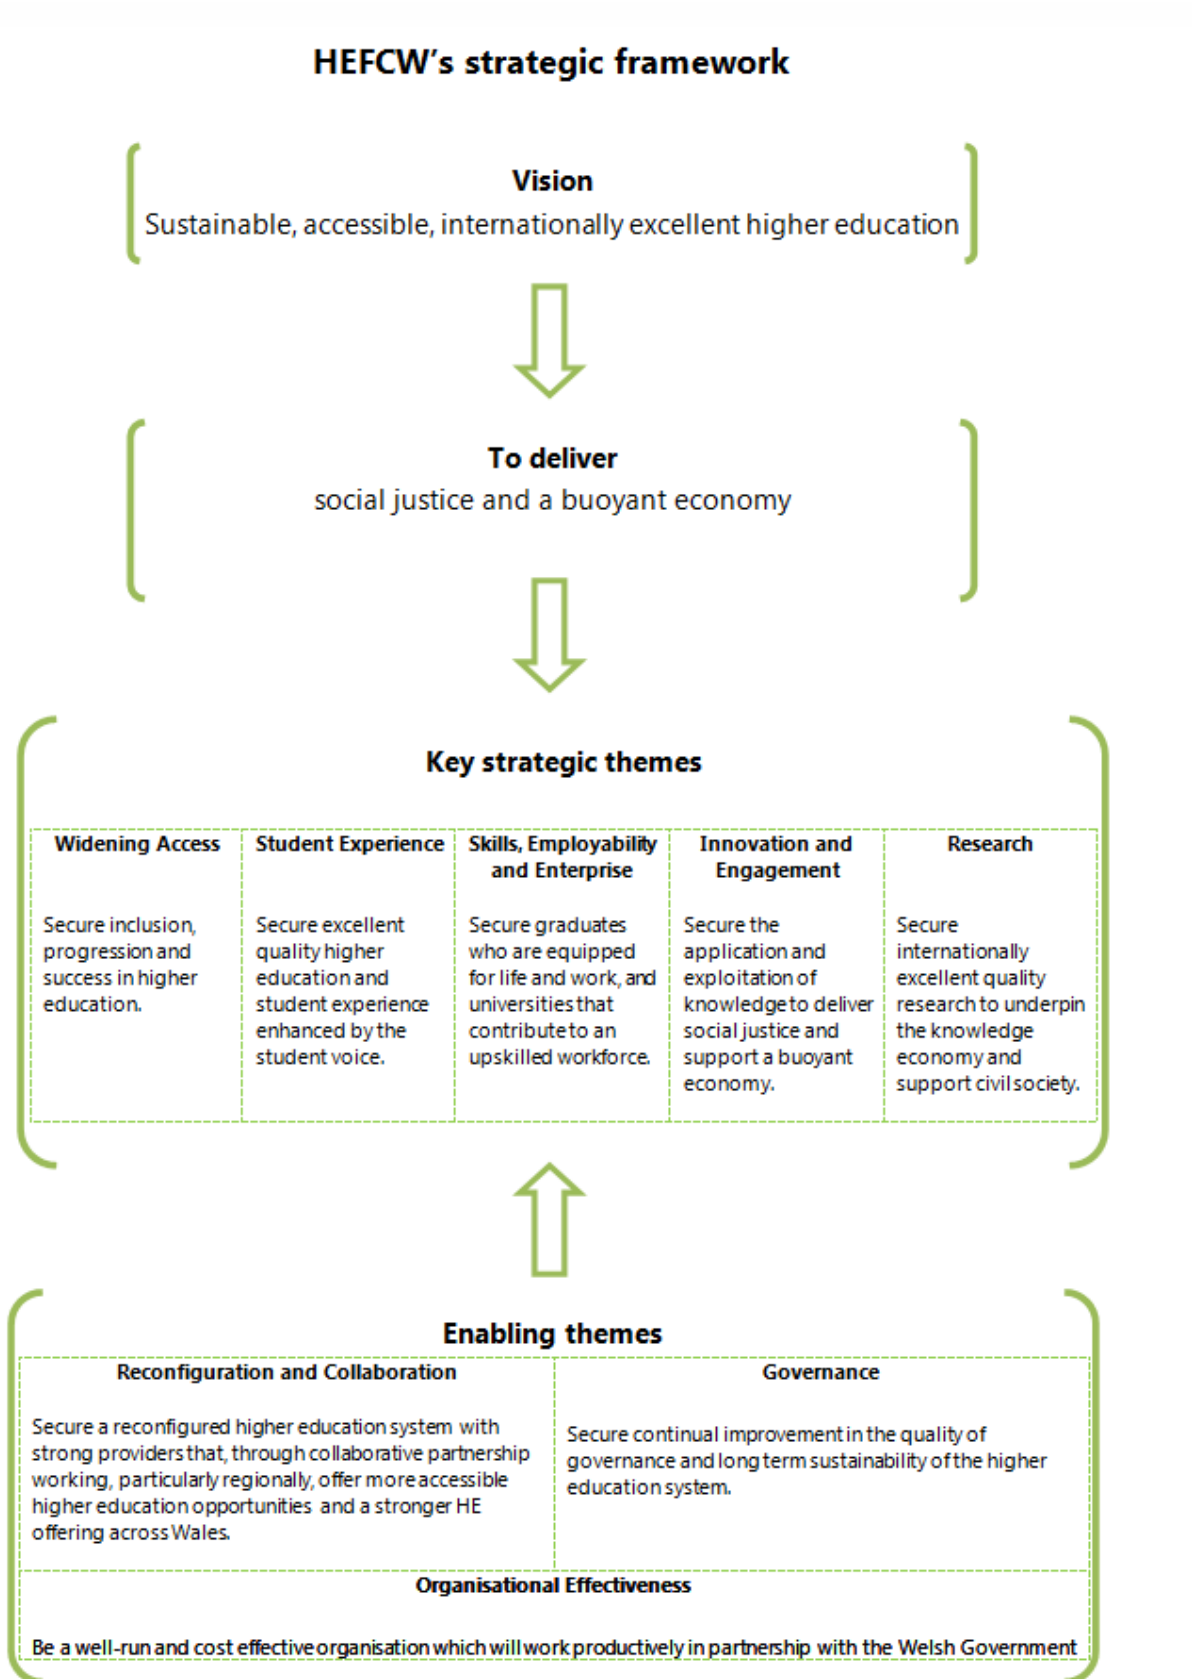 HEFCW's strategic framework
Vision
Sustainable, accessible, internationally excellent higher education
To deliver
social justice and a buoyant economy
Key strategic themes
Widening Access
Secure inclusion,
progression and
success in higher
education.
Student Experience
Secure excellent
quality higher
education and
student experience
enhanced by the
student voice.
Skills, Employability
and Enterprise
Secure graduates
who are equipped
for life and work, and
universities that
contribute to an
upskilled workforce.
Innovation and
Engagement
Secure the
application and
exploitation of
knowledge to deliver
social justice and
support a buoyant
economy.
Research
Secure
internationally
excellent quality
research to underpin
the knowledge
economy and
support civil society.
Enabling themes
Reconfiguration and Collaboration
Secure a reconfigured higher education system with
strong providers that, through collaborative partnership
working, particularly regionally, offer more accessible
higher education opportunities and a stronger HE
offering across Wales.
Governance
Secure continual improvement in the quality of
governance and long term sustainability of the higher
education system.
Organisational Effectiveness
Be a well-run and cost effective organisation which will work productively in partnership with the Welsh Government